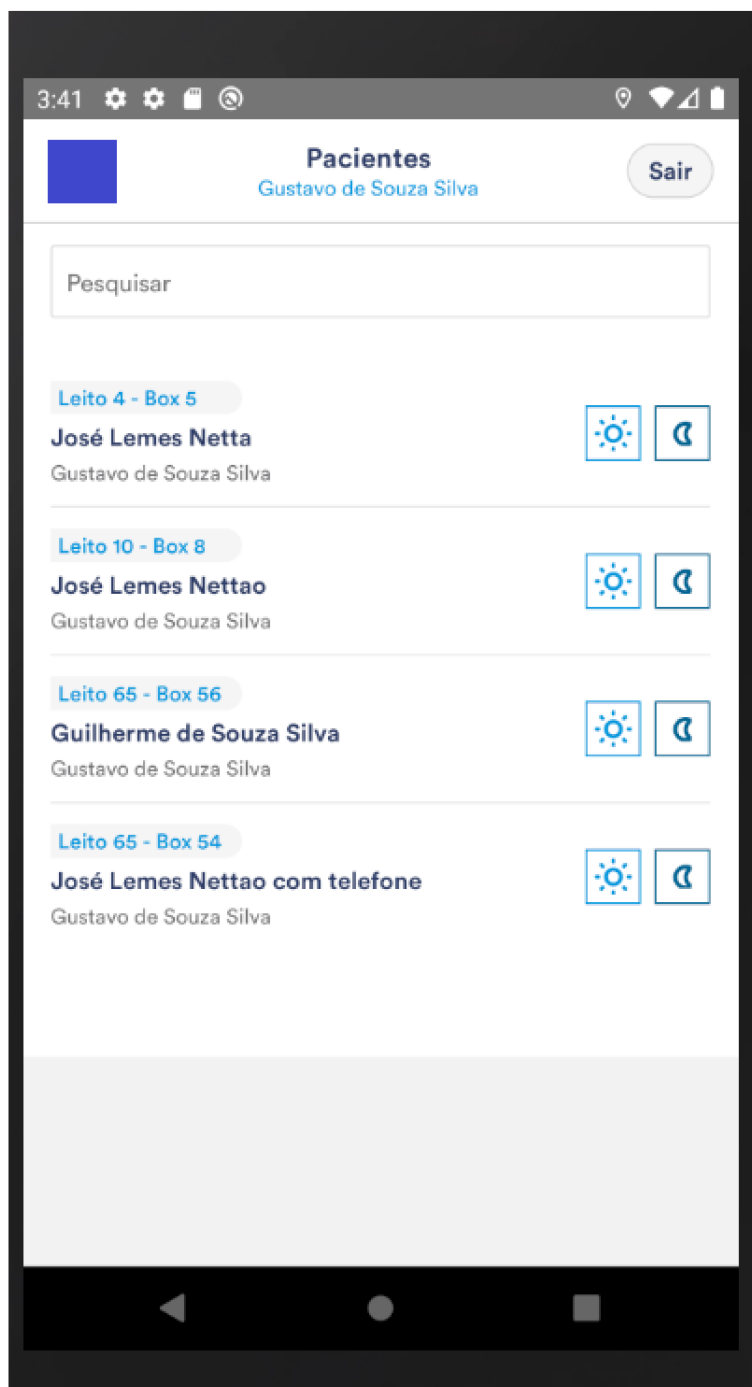 3:41
Pacientes
Gustavo de Souza Silva
Sair
Pesquisar
Leito 4 - Box 5
José Lemes Netta
Gustavo de Souza Silva
Leito 10 - Box 8
José Lemes Nettao
Gustavo de Souza Silva
Leito 65 - Box 56
Guilherme de Souza Silva
Gustavo de Souza Silva
Leito 65 - Box 54
José Lemes Nettao com telefone
Gustavo de Souza Silva